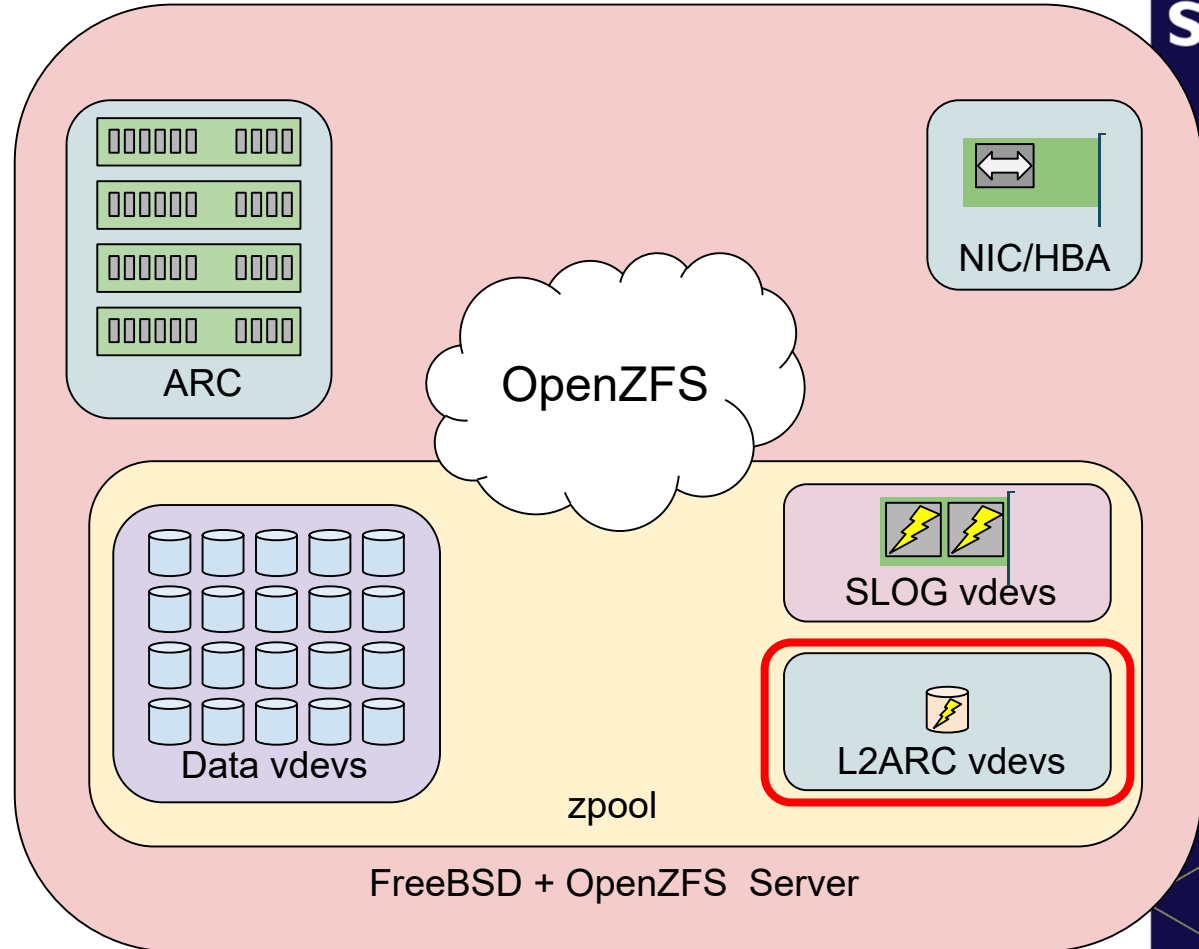 S
ARC
NIC/HBA
OpenZFS
SLOG vdevs
Data vdevs
L2ARC vdevs
zpool
FreeBSD + OpenZFS Server